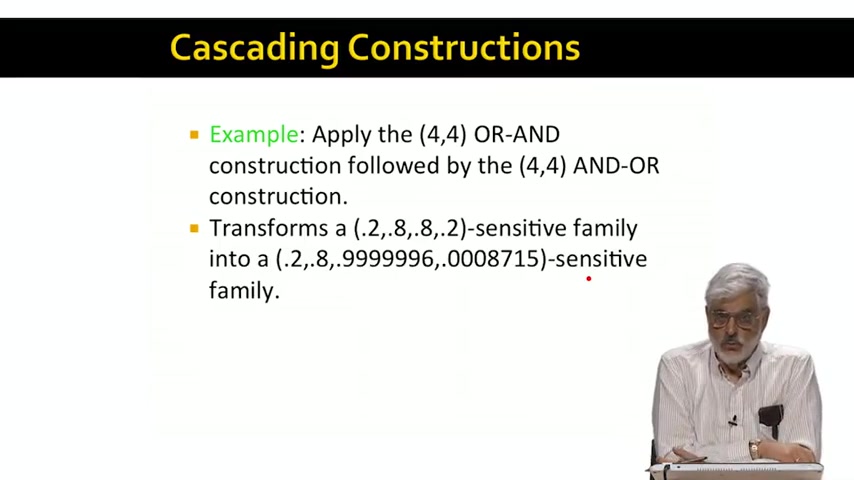 Cascading Constructions
Example: Apply the (4,4) OR-AND
construction followed by the (4,4) AND-OR
construction.
Transforms a (.2,.8,.8,.2)-sensitive family
into a (.2,.8,.9999996,.0008715)-sensitive
family.